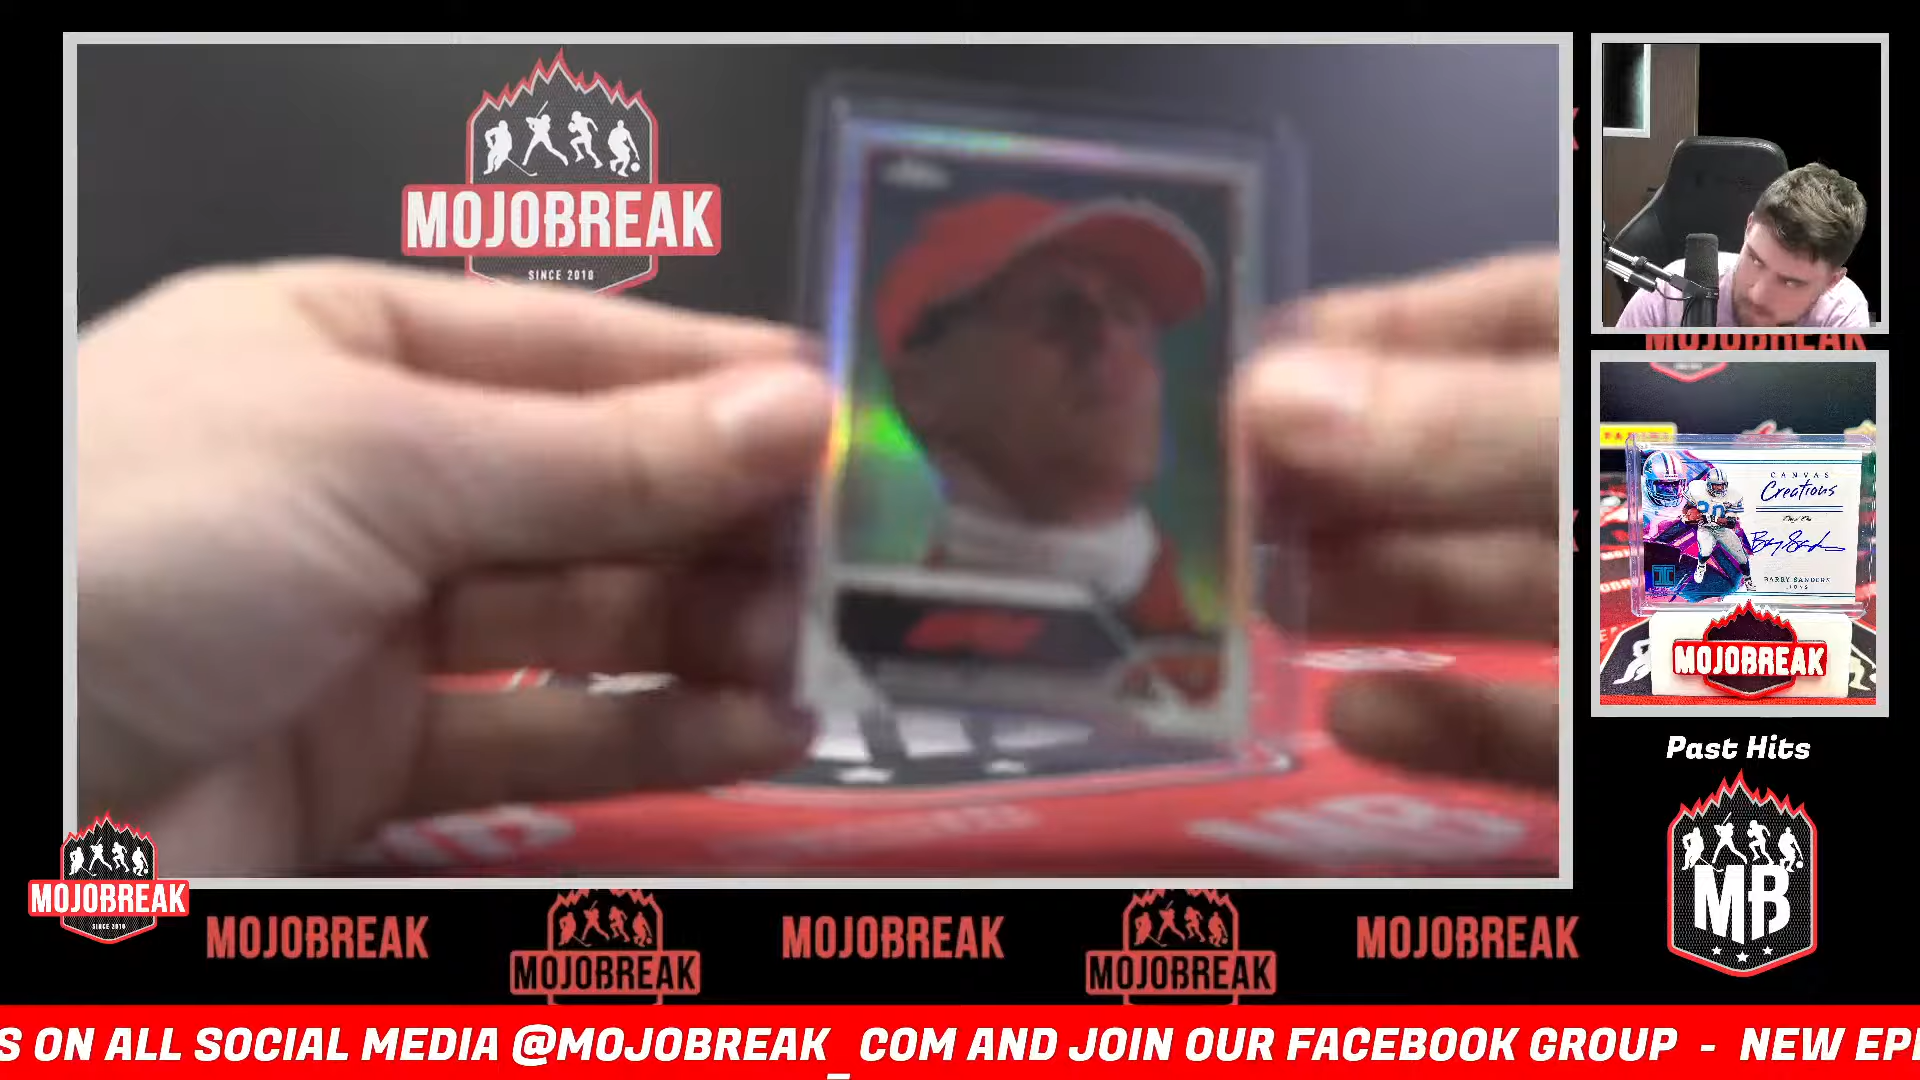 MOJOBREAK
SINCE 2010
CANVAS
Creations
BARRY SANDERS
LIONS
MOJOBREAK
Past Hits
MB
MOJOBREAK
SINCE 2010
MOJOBREAK
MOJOBREAK
MOJOBREAK
MOJOBREAK
MOJOBREAK
S ON ALL SOCIAL MEDIA @MOJOBREAK_COM AND JOIN OUR FACEBOOK GROUP - NEW EPI